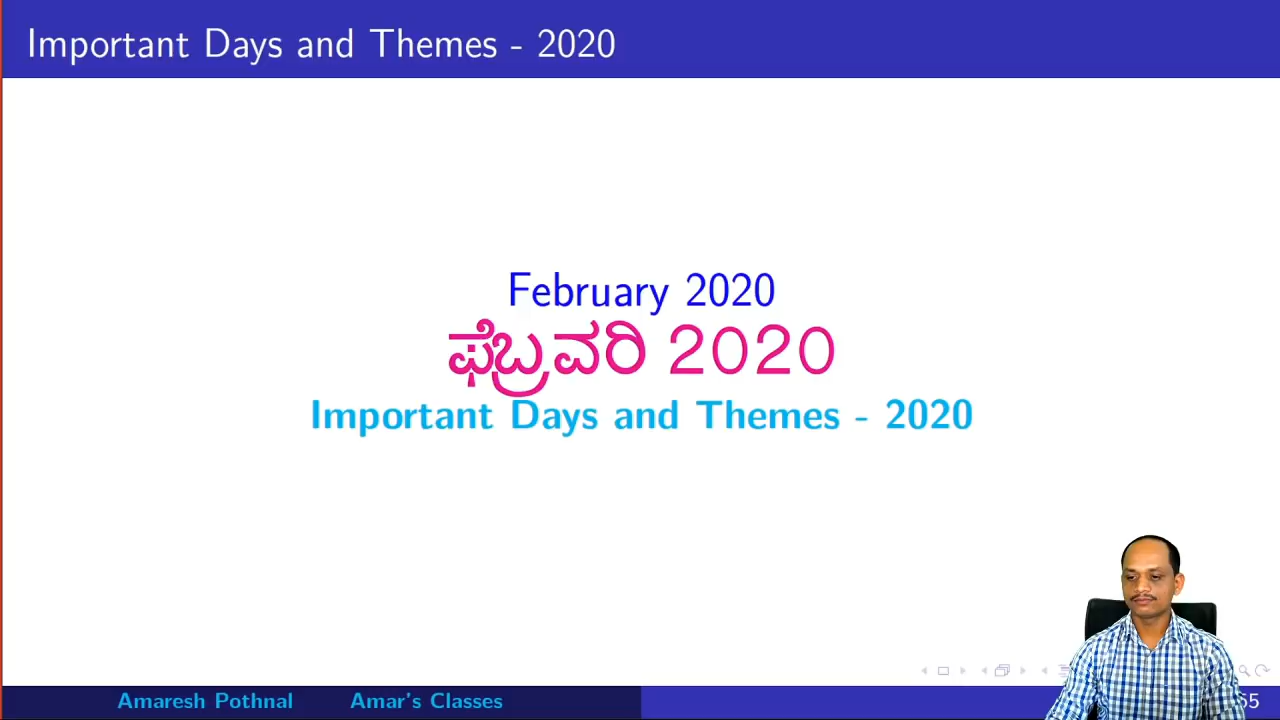 Important Days and Themes - 2020
February 2020
ಫೆಬ್ರವರಿ 2020
Important Days and Themes - 2020
Amaresh Pothnal Amar's Classes